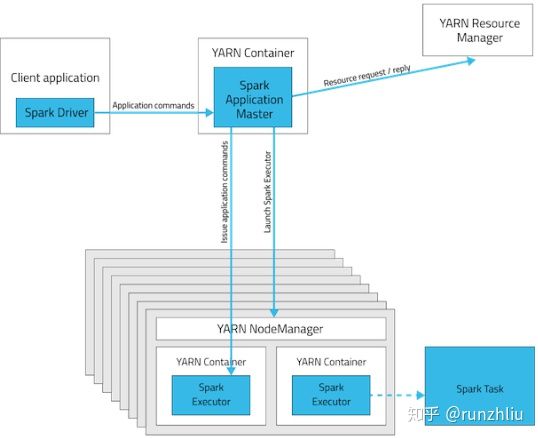 YARN Resource
Manager
YARN Container
Client application
Spark
Application
Master
Resource request / reply
Spark Driver
Application commands
Issue application commands
Launch Spark Executor
YARN NodeManager
YARN Container
YARN Container
Spark
Executor
Spark
Executor
Spark Task
知乎 @runzhliu